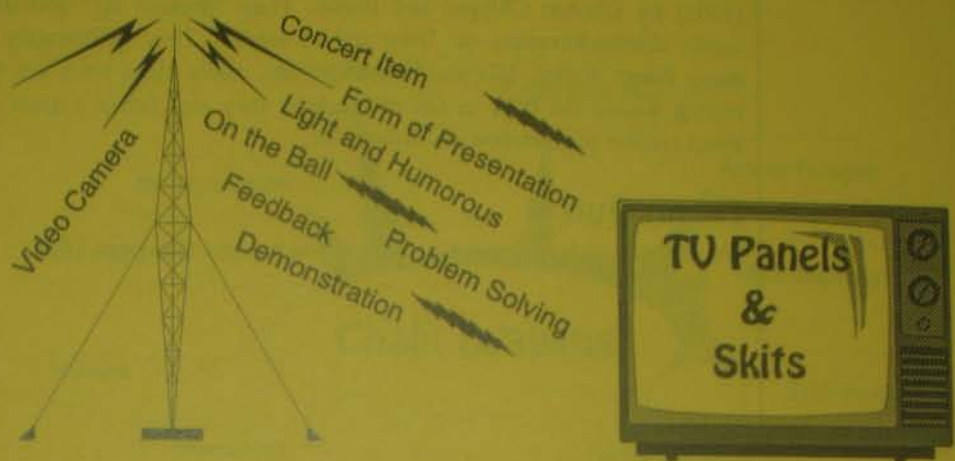 Concert Item
Form of Presentation
Light and Humorous
On the Ball
Problem Solving
Feedback
Demonstration
Video Camera
TV Panels
&
Skits